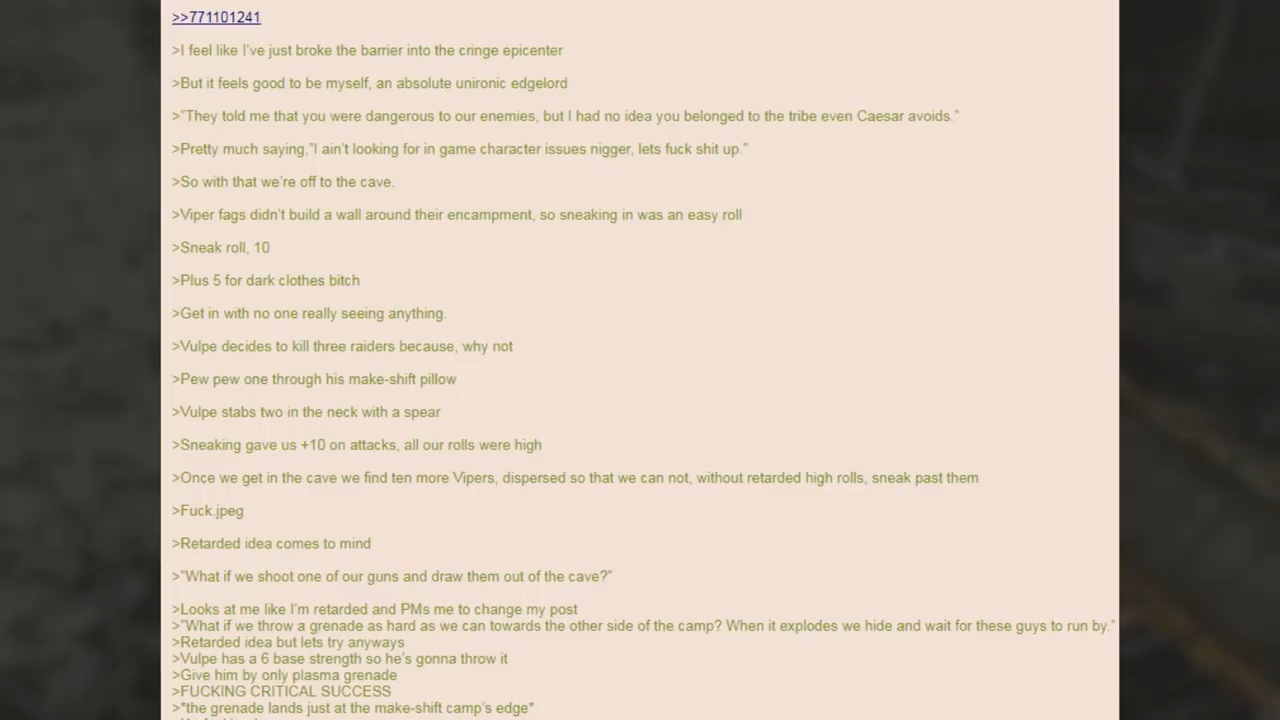 >>771101241
>I feel like I've just broke the barrier into the cringe epicenter
>But it feels good to be myself, an absolute unironic edgelord
>"They told me that you were dangerous to our enemies, but I had no idea you belonged to the tribe even Caesar avoids."
>Pretty much saying,"I ain't looking for in game character issues nigger, lets fuck shit up."
>So with that we're off to the cave.
>Viper fags didn't build a wall around their encampment, so sneaking in was an easy roll
>Sneak roll, 10
>Plus 5 for dark clothes bitch
>Get in with no one really seeing anything.
>Vulpe decides to kill three raiders because, why not
>Pew pew one through his make-shift pillow
>Vulpe stabs two in the neck with a spear
>Sneaking gave us +10 on attacks, all our rolls were high
>Once we get in the cave we find ten more Vipers, dispersed so that we can not, without retarded high rolls, sneak past them
>Fuck.jpeg
>Retarded idea comes to mind
>"What if we shoot one of our guns and draw them out of the cave?"
>Looks at me like I'm retarded and PMs me to change my post
>"What if we throw a grenade as hard as we can towards the other side of the camp? When it explodes we hide and wait for these guys to run by."
>Retarded idea but lets try anyways
>Vulpe has a 6 base strength so he's gonna throw it
>Give him by only plasma grenade
>FUCKING CRITICAL SUCCESS
>*the grenade lands just at the make-shift camp's edge*